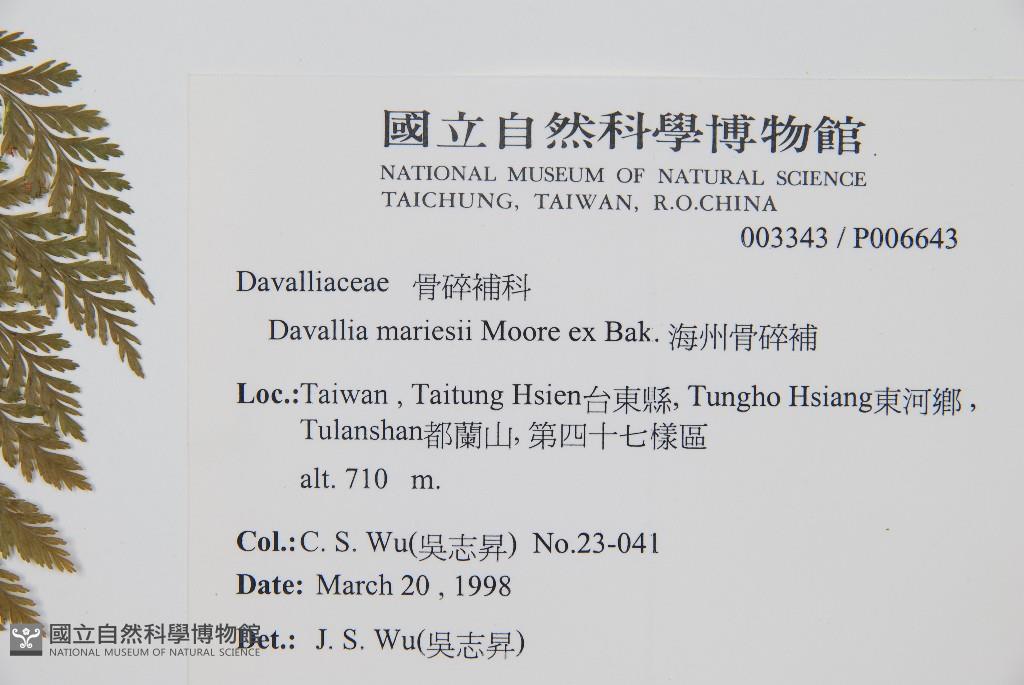 國立自然科學博物館
NATIONAL MUSEUM OF NATURAL SCIENCE
TAICHUNG, TAIWAN, R.O.CHINA
003343 / P006643
Davalliaceae 骨碎補科
Davallia mariesii Moore ex Bak. 海州骨碎補
Loc.:Taiwan , Taitung Hsien台東縣, Tungho Hsiang東河鄉 ,
Tulanshan都蘭山, 第四十七樣區
alt. 710 m.
Col.: C. S. Wu(吳志昇) No.23-041
Date: March 20 , 1998
Det.: J. S. Wu(吳志昇)
國立自然科學博物館
NATIONAL MUSEUM OF NATURAL SCIENCE